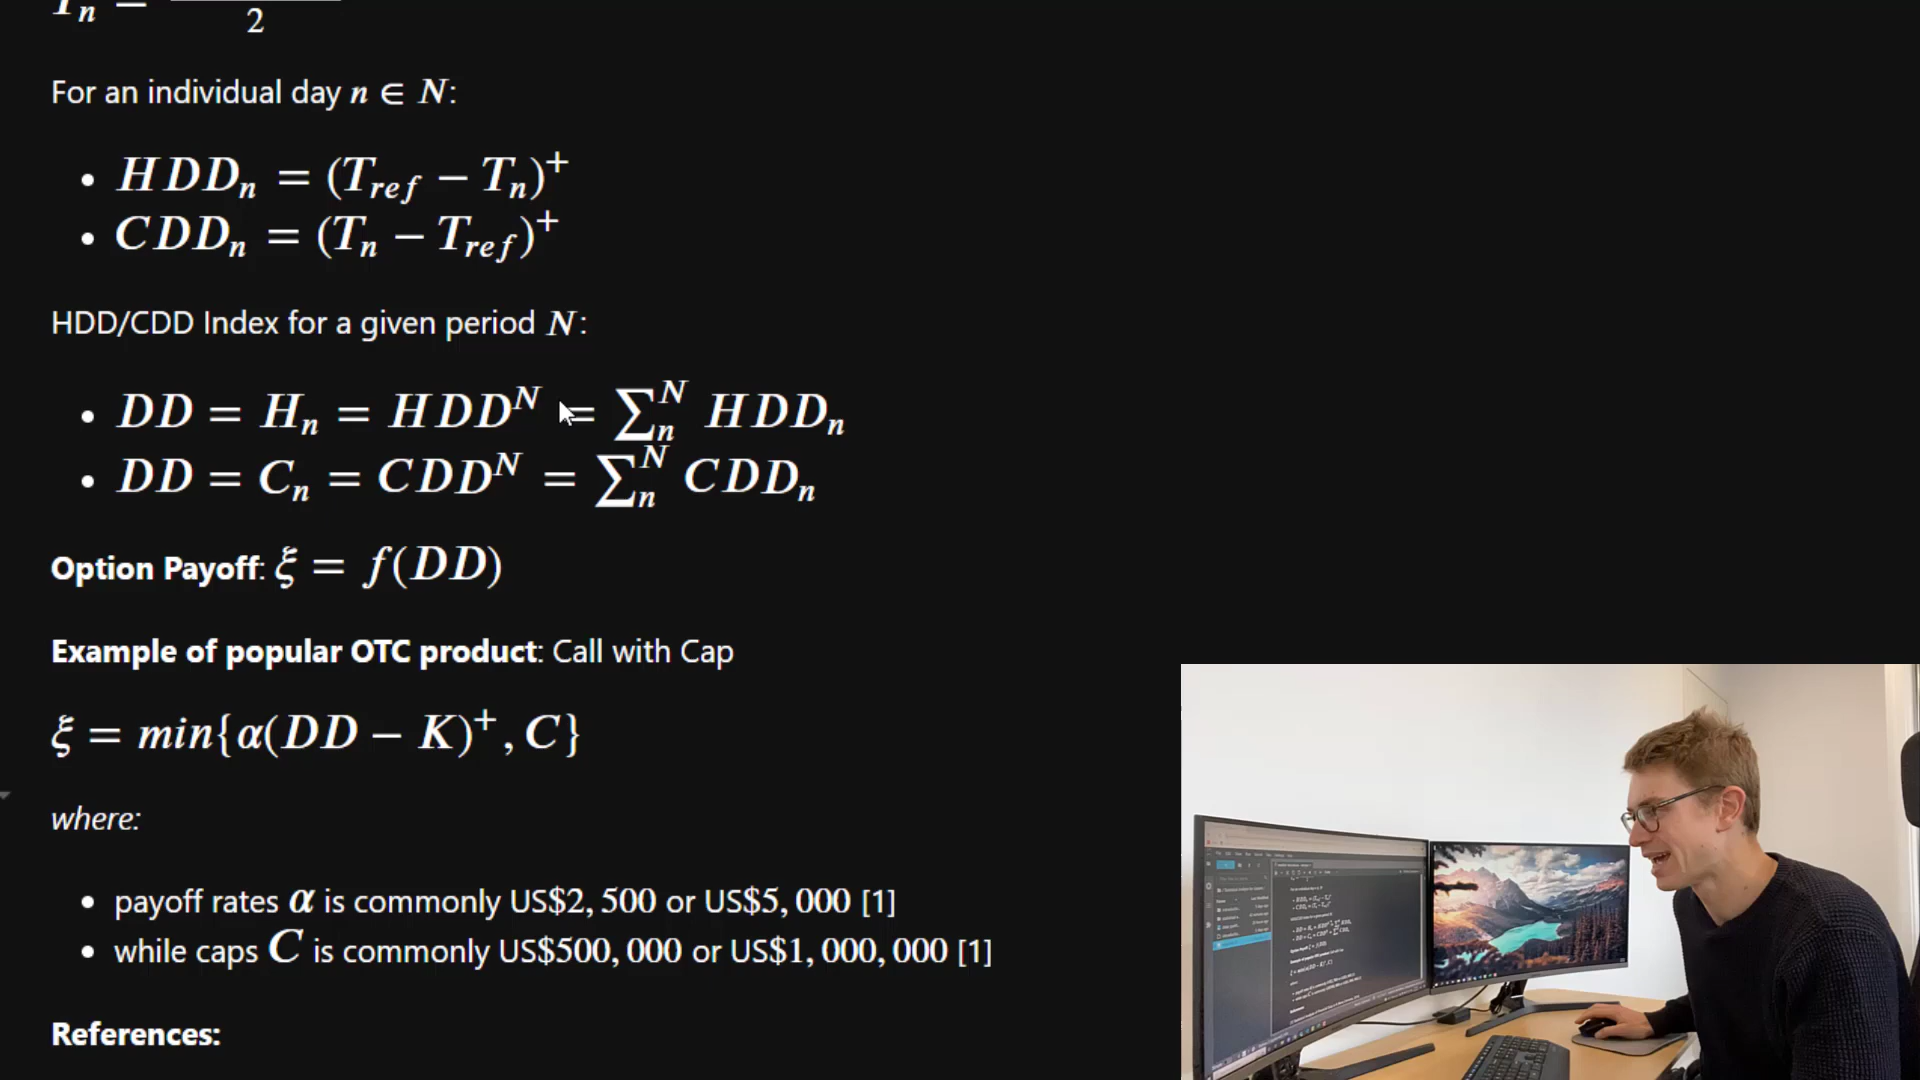 T_n = 2
For an individual day n ∈ N:
• HDD_n = (T_ref − T_n)^+
• CDD_n = (T_n − T_ref)^+
HDD/CDD Index for a given period N:
• DD = H_n = HDD^N = ∑_n^N HDD_n
• DD = C_n = CDD^N = ∑_n^N CDD_n
Option Payoff: ξ = f(DD)
Example of popular OTC product: Call with Cap
ξ = min{α(DD − K)^+, C}
where:
• payoff rates α is commonly US$2, 500 or US$5, 000 [1]
• while caps C is commonly US$500, 000 or US$1, 000, 000 [1]
References: